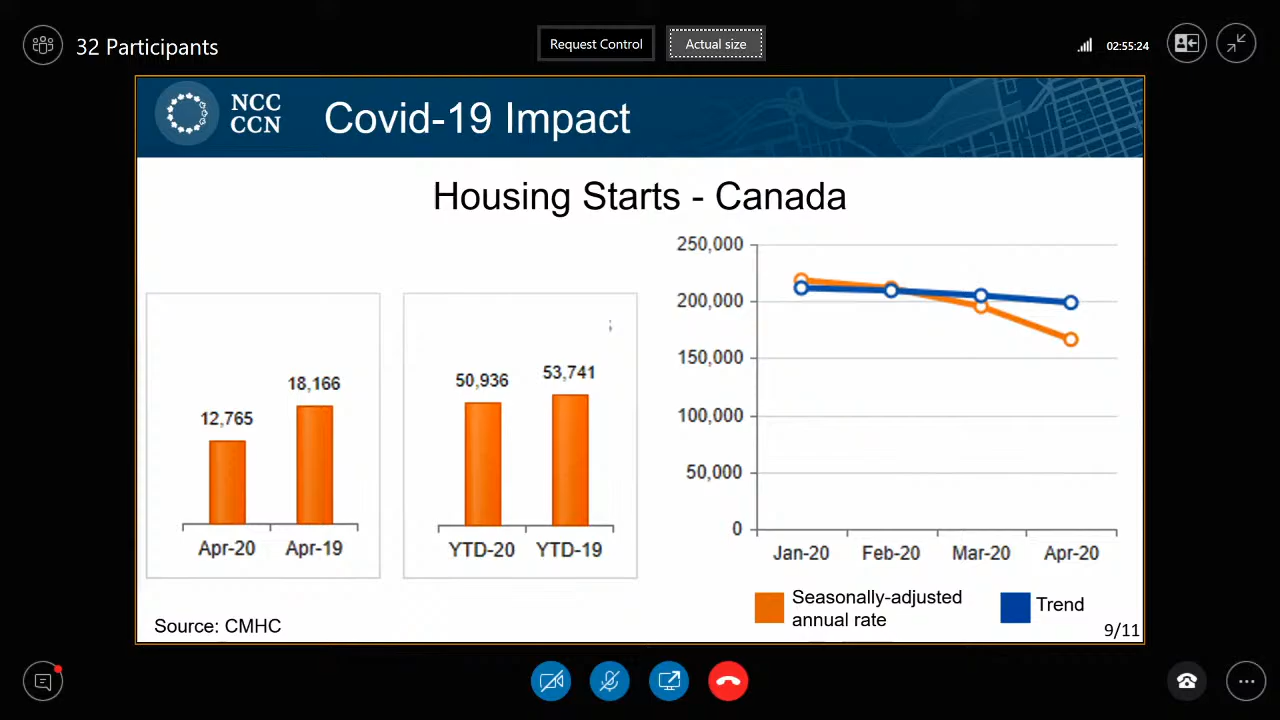 32 Participants
Request Control
Actual size
02:55:24
NCC
CCN
Covid-19 Impact
Housing Starts - Canada
12,765
18,166
Apr-20
Apr-19
;
50,936
53,741
YTD-20
YTD-19
250,000
200,000
150,000
100,000
50,000
0
Jan-20
Feb-20
Mar-20
Apr-20
Seasonally-adjusted
annual rate
Trend
Source: CMHC
9/11